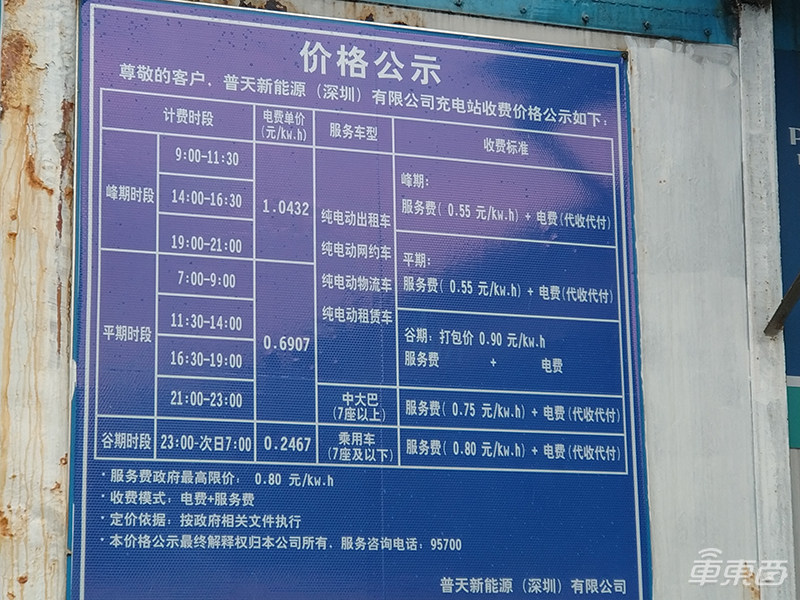 价格公示
尊敬的客户，普天新能源（深圳）有限公司充电站收费价格公示如下：
计费时段 电费单价(元/kw.h) 服务车型 收费标准
峰期时段 9:00-11:30 14:00-16:30 19:00-21:00 1.0432
平期时段 7:00-9:00 11:30-14:00 16:30-19:00 21:00-23:00 0.6907
谷期时段 23:00-次日7:00 0.2467
纯电动出租车
纯电动网约车
纯电动物流车
纯电动租赁车
峰期：
服务费( 0.55 元/kw.h) + 电费(代收代付)
平期：
服务费( 0.55 元/kw.h) + 电费(代收代付)
谷期：打包价 0.90 元/kw.h
服务费 + 电费
中大巴(7座以上) 服务费( 0.75 元/kw.h) + 电费(代收代付)
乘用车(7座及以下) 服务费( 0.80 元/kw.h) + 电费(代收代付)
·服务费政府最高限价：0.80 元/kw.h
·收费模式：电费+服务费
·定价依据：按政府相关文件执行
·本价格公示最终解释权归本公司所有，服务咨询电话：95700
普天新能源（深圳）有限公司
車東西